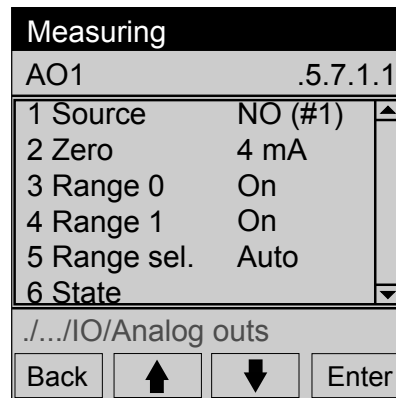 Measuring
AO1 .5.7.1.1
1 Source NO (#1)
2 Zero 4 mA
3 Range 0 On
4 Range 1 On
5 Range sel. Auto
6 State
./.../IO/Analog outs
Back Enter